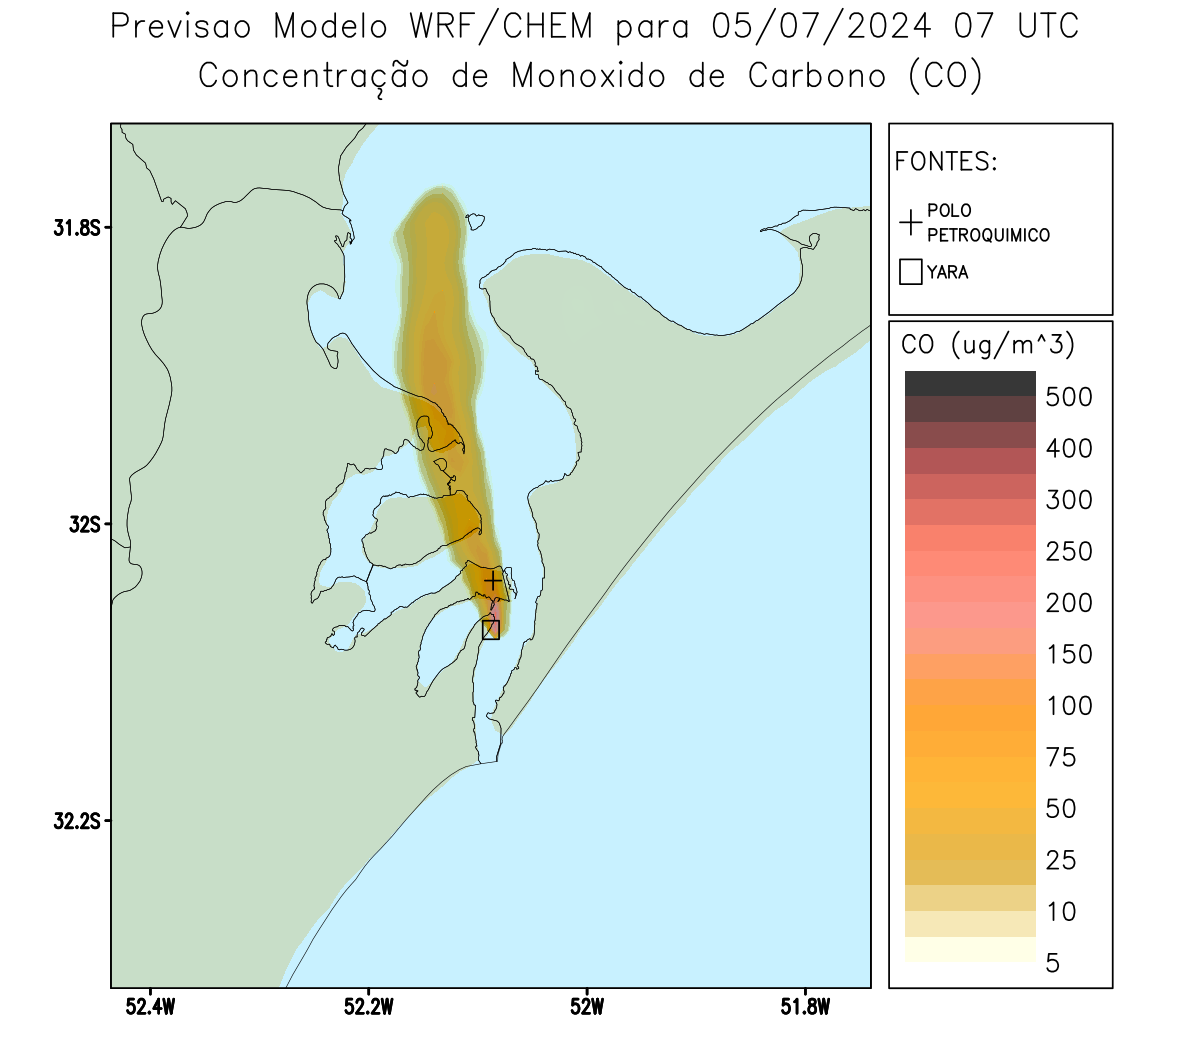 Previsao Modelo WRF/CHEM para 05/07/2024 07 UTC
Concentração de Monoxido de Carbono (CO)
FONTES:
POLO
PETROQUIMICO
YARA
CO (ug/m^3)
500
400
300
250
200
150
100
75
50
25
10
5
31.8S
32S
32.2S
52.4W
52.2W
52W
51.8W